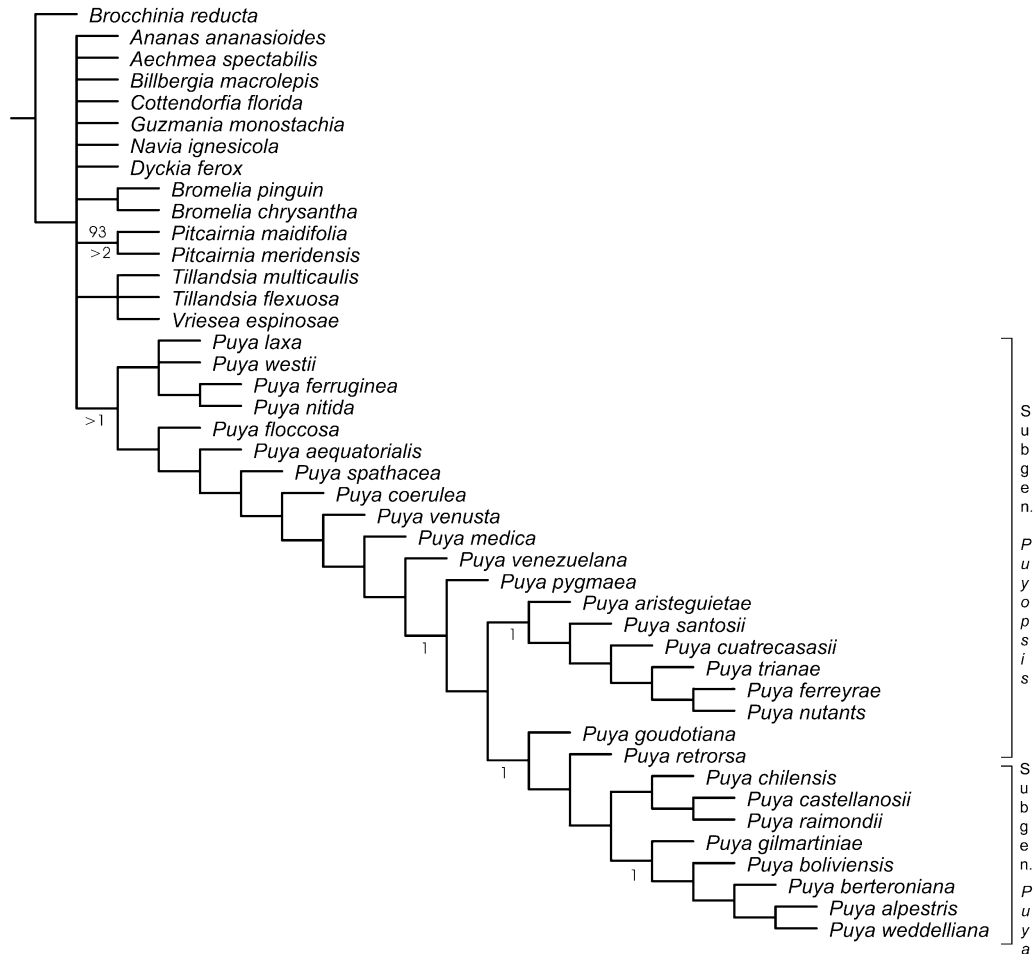 Brocchinia reducta
Ananas ananasioides
Aechmea spectabilis
Billbergia macrolepis
Cottendorfia florida
Guzmania monostachia
Navia ignesicola
Dyckia ferox
Bromelia pinguin
Bromelia chrysantha
93
Pitcairnia maidifolia
>2
Pitcairnia meridensis
Tillandsia multicaulis
Tillandsia flexuosa
Vriesea espinosae
Puya laxa
Puya westii
Puya ferruginea
Puya nitida
>1
Puya floccosa
Puya aequatorialis
Puya spathacea
Puya coerulea
Puya venusta
Puya medica
Puya venezuelana
Puya pygmaea
Puya aristeguietae
1
Puya santosii
1
Puya cuatrecasasii
Puya trianae
Puya ferreyrae
Puya nutants
Puya goudotiana
Puya retrorsa
1
Puya chilensis
Puya castellanosii
Puya raimondii
Puya gilmartiniae
Puya boliviensis
1
Puya berteroniana
Puya alpestris
Puya weddelliana
Subgen. Puyopsis
Subgen. Puya